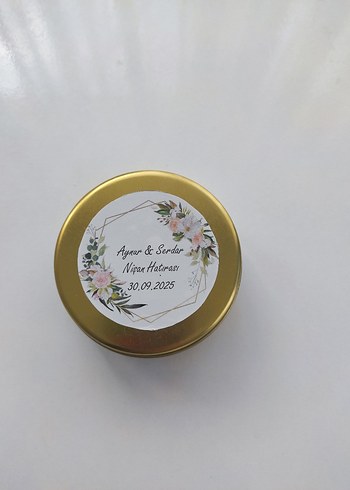 Aynur & Serdar
Nişan Hatırası
30.09.2025